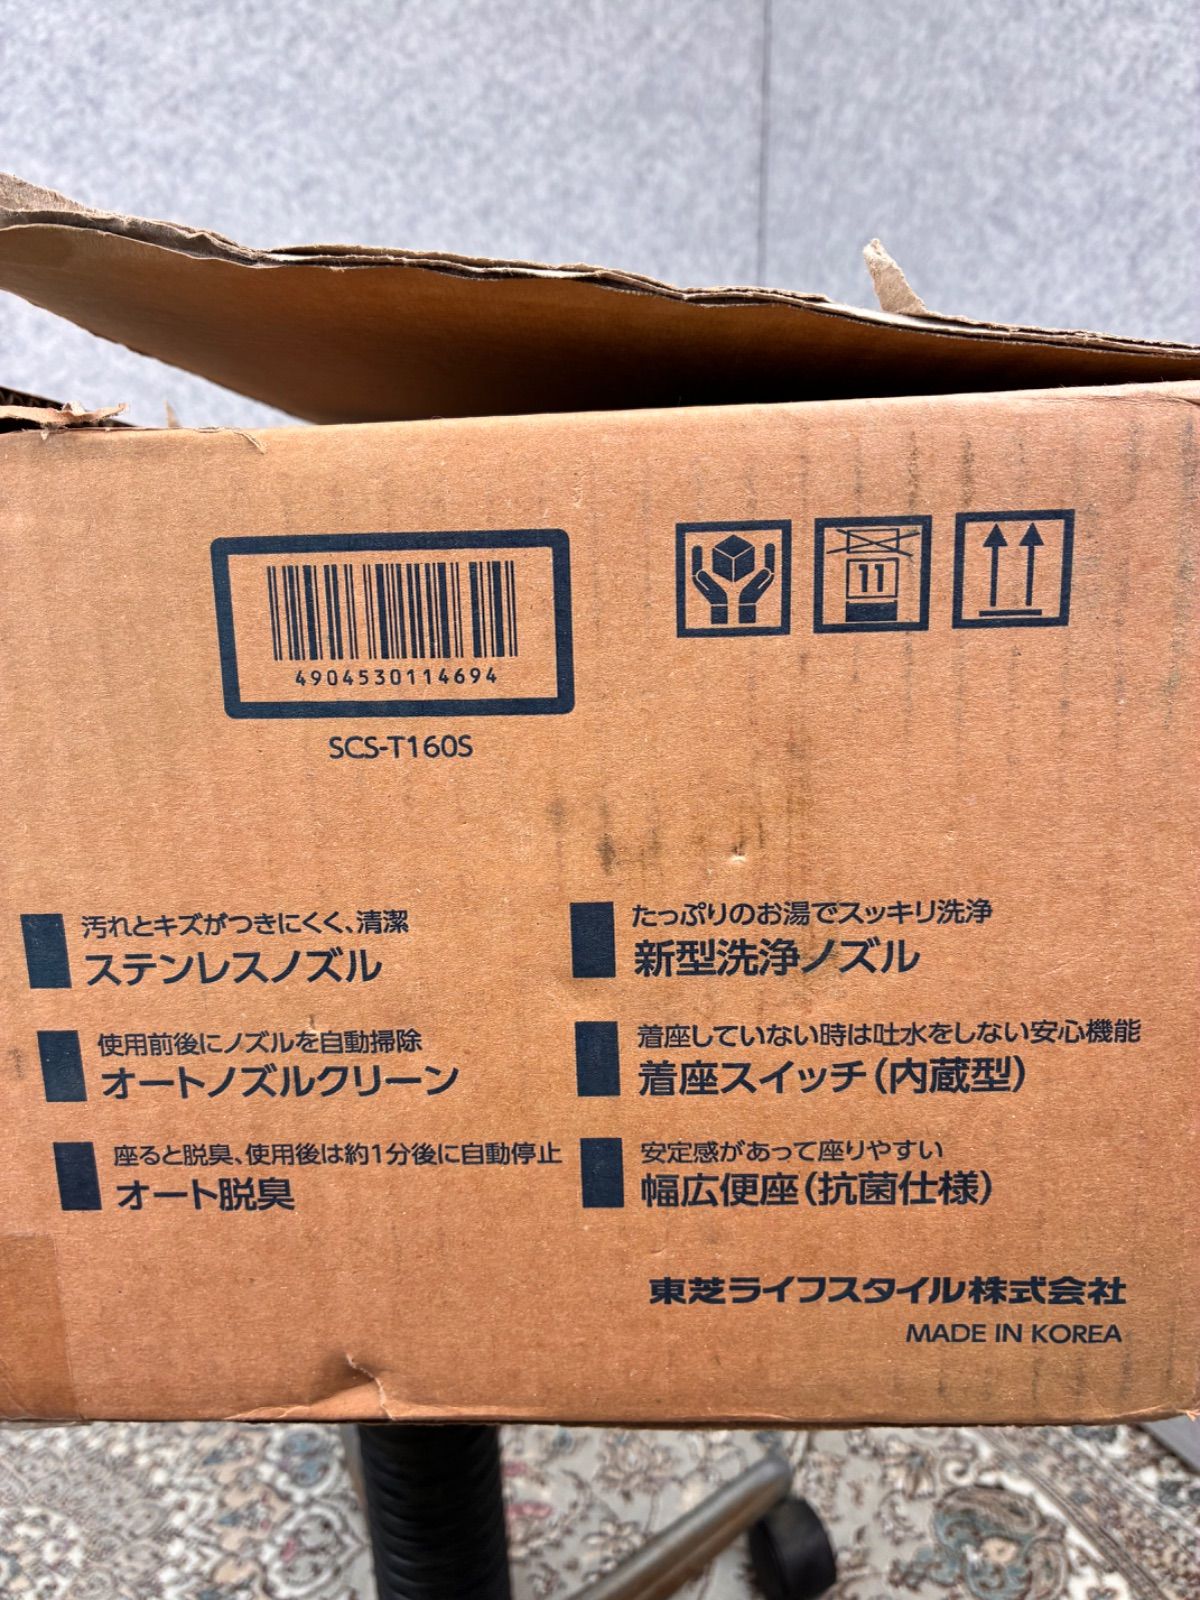 11
4904530114694
SCS-T160S
汚れとキズがつきにくく、清潔
ステンレスノズル
使用前後にノズルを自動掃除
オートノズルクリーン
座ると脱臭、使用後は約1分後に自動停止
オート脱臭
たっぷりのお湯でスッキリ洗浄
新型洗浄ノズル
着座していない時は吐水をしない安心機能
着座スイッチ(内蔵型)
安定感があって座りやすい
幅広便座(抗菌仕様)
東芝ライフスタイル株式会社
MADE IN KOREA